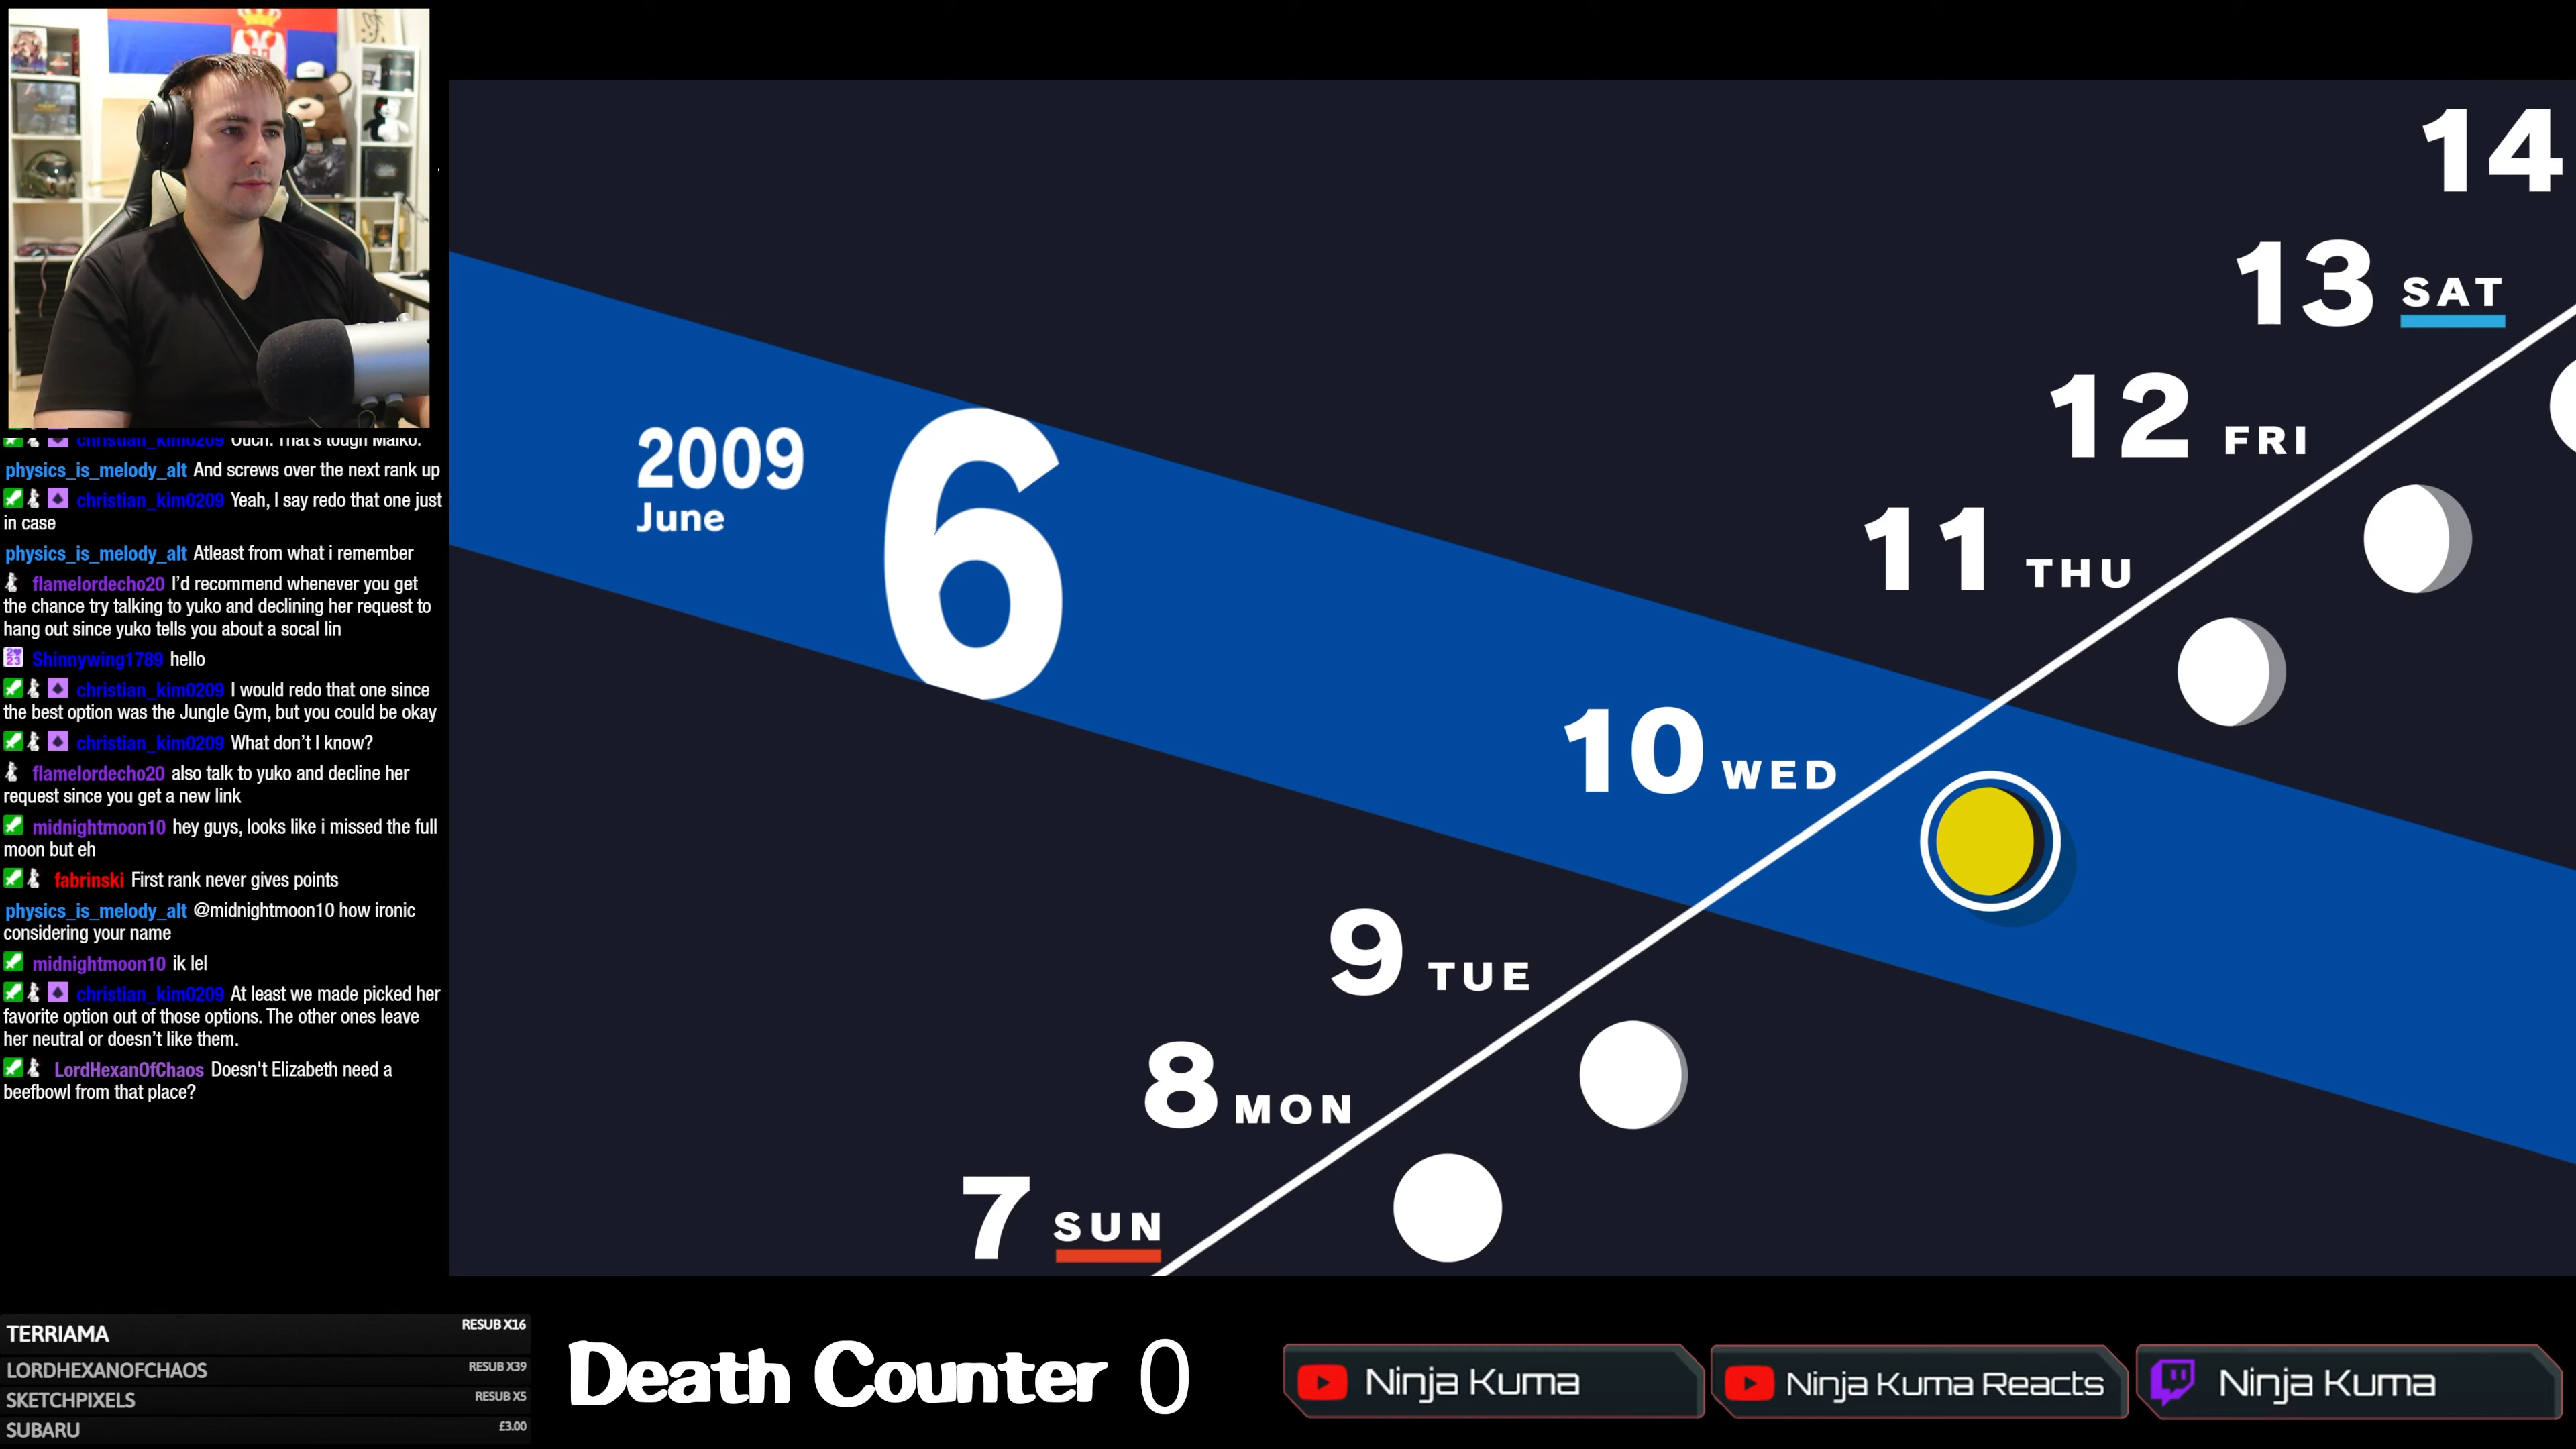 christian_kim0209 Ouch. That's tough Maiko.
physics_is_melody_alt And screws over the next rank up
christian_kim0209 Yeah, I say redo that one just
in case
physics_is_melody_alt Atleast from what i remember
flamelordecho20 I'd recommend whenever you get
the chance try talking to yuko and declining her request to
hang out since yuko tells you about a socal lin
Shinnywing1789 hello
christian_kim0209 I would redo that one since
the best option was the Jungle Gym, but you could be okay
christian_kim0209 What don't I know?
flamelordecho20 also talk to yuko and decline her
request since you get a new link
midnightmoon10 hey guys, looks like i missed the full
moon but eh
fabrinski First rank never gives points
physics_is_melody_alt @midnightmoon10 how ironic
considering your name
midnightmoon10 ik lel
christian_kim0209 At least we made picked her
favorite option out of those options. The other ones leave
her neutral or doesn't like them.
LordHexanOfChaos Doesn't Elizabeth need a
beefbowl from that place?
2009
June
6
14
13 SAT
12 FRI
11 THU
10 WED
9 TUE
8 MON
7 SUN
TERRIAMA RESUB X16
LORDHEXANOFCHAOS RESUB X39
SKETCHPIXELS RESUB X5
SUBARU £3.00
Death Counter 0
Ninja Kuma
Ninja Kuma Reacts
Ninja Kuma